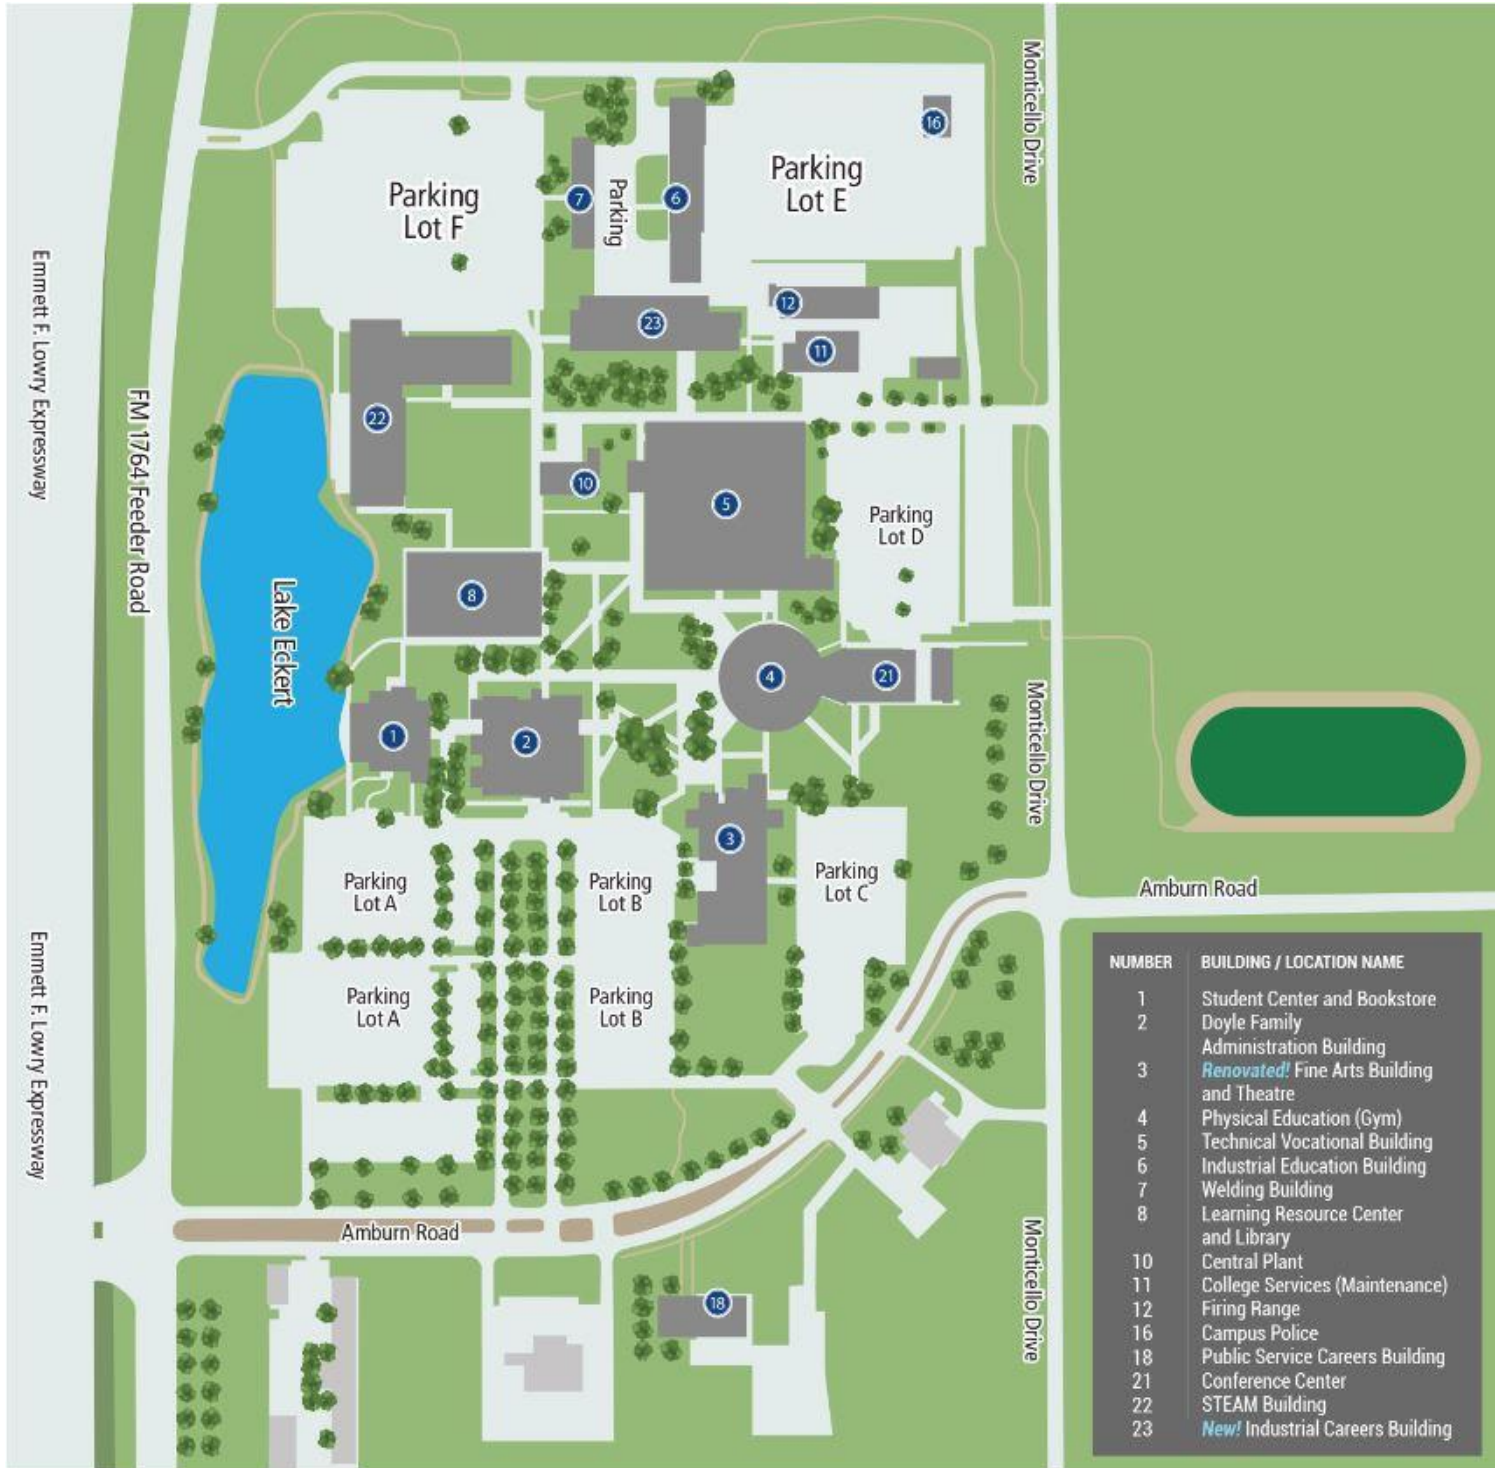 Monticello Drive
16
Parking
Lot E
Parking
Lot F
7
Parking
6
Emmett F. Lowry Expressway
12
23
11
FM 1764 Feeder Road
22
10
5
Parking
Lot D
8
Lake Eckert
4
21
Monticello Drive
1
2
3
Parking
Lot A
Parking
Lot B
Parking
Lot C
Amburn Road
Emmett F. Lowry Expressway
Parking
Lot A
Parking
Lot B
Amburn Road
Monticello Drive
18
NUMBER BUILDING / LOCATION NAME
1 Student Center and Bookstore
2 Doyle Family
Administration Building
3 Renovated! Fine Arts Building
and Theatre
4 Physical Education (Gym)
5 Technical Vocational Building
6 Industrial Education Building
7 Welding Building
8 Learning Resource Center
and Library
10 Central Plant
11 College Services (Maintenance)
12 Firing Range
16 Campus Police
18 Public Service Careers Building
21 Conference Center
22 STEAM Building
23 New! Industrial Careers Building